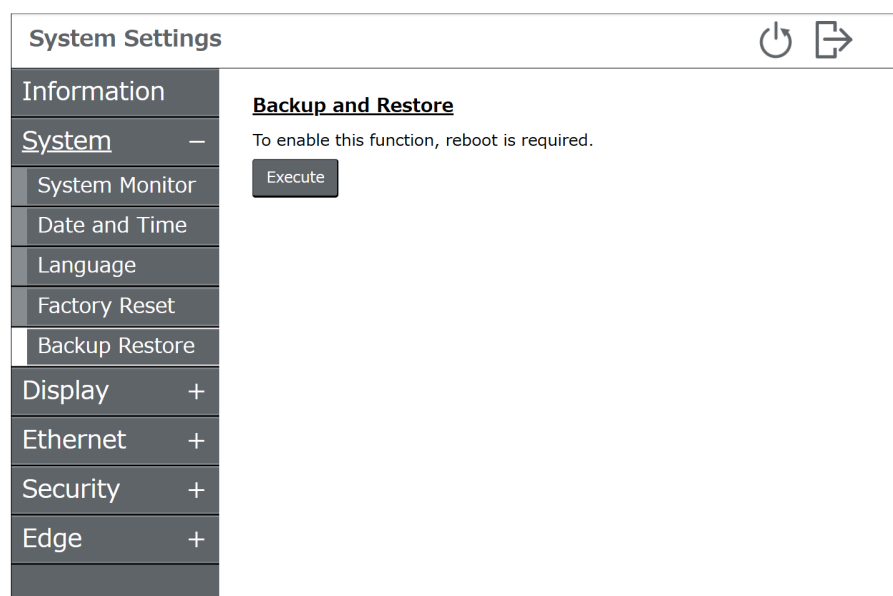 System Settings
Information
System −
System Monitor
Date and Time
Language
Factory Reset
Backup Restore
Display +
Ethernet +
Security +
Edge +
Backup and Restore
To enable this function, reboot is required.
Execute